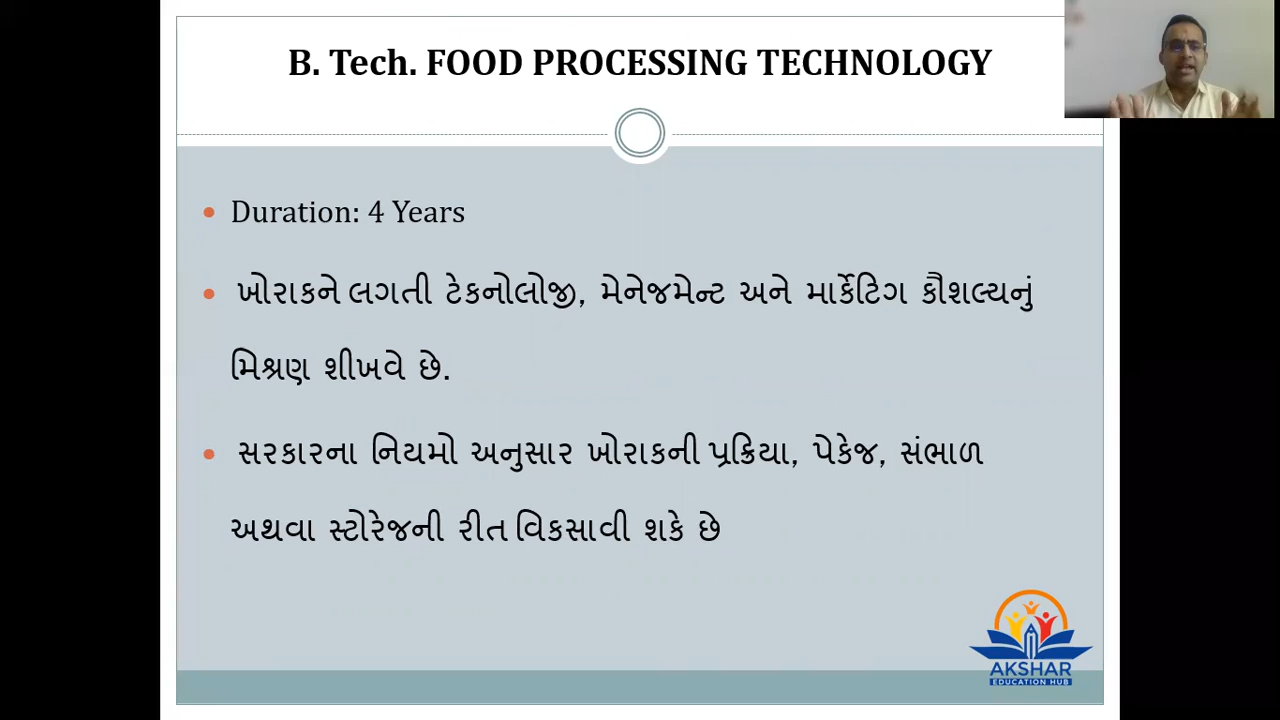 B. Tech. FOOD PROCESSING TECHNOLOGY
• Duration: 4 Years
• ખોરાકને લગતી ટેકનોલોજી, મેનેજમેન્ટ અને માર્કેટિગ કૌશલ્યનું
મિશ્રણ શીખવે છે.
• સરકારના નિયમો અનુસાર ખોરાકની પ્રક્રિયા, પેકેજ, સંભાળ
અથવા સ્ટોરેજની રીત વિકસાવી શકે છે
AKSHAR
EDUCATION HUB